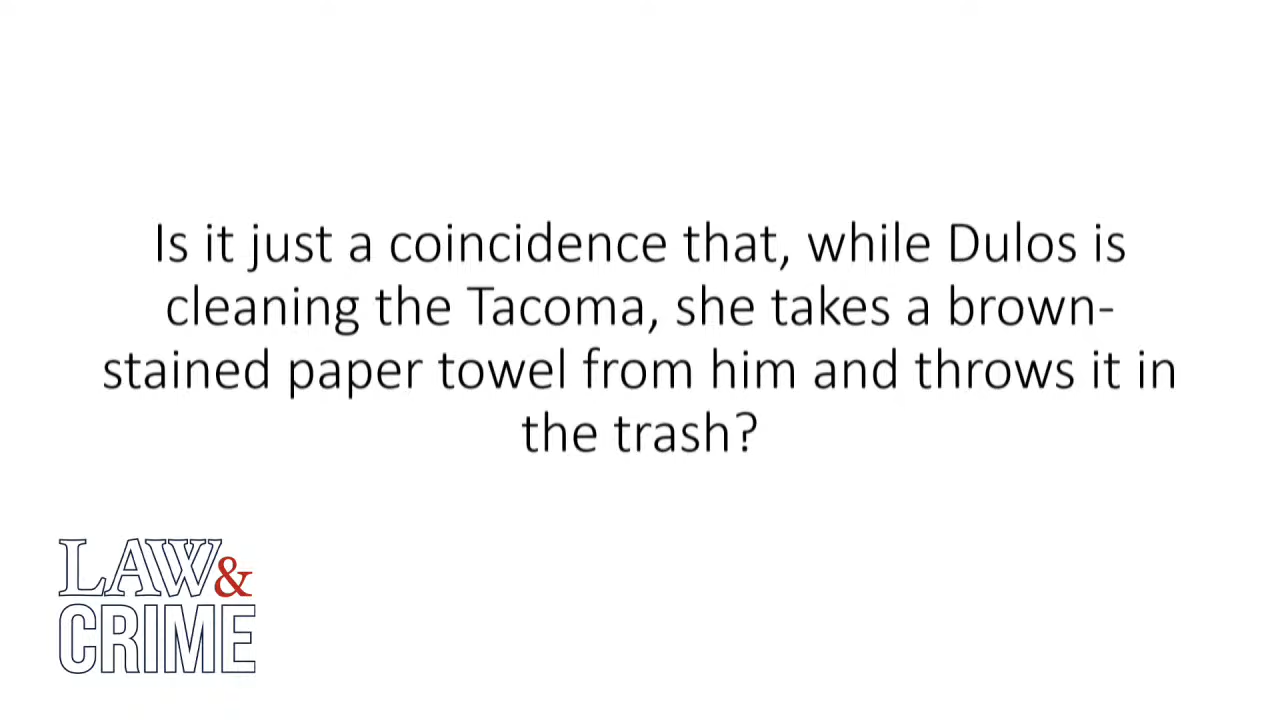 Is it just a coincidence that, while Dulos is
cleaning the Tacoma, she takes a brown-
stained paper towel from him and throws it in
the trash?
LAW&
CRIME